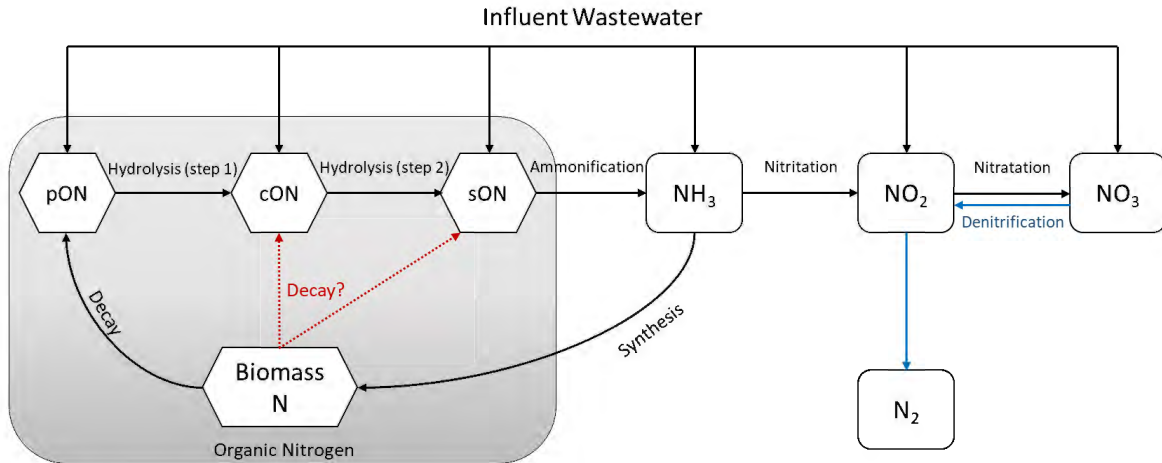 Influent Wastewater
Hydrolysis (step 1)
Hydrolysis (step 2)
Ammonification
Nitritation
Nitratation
pON
cON
sON
NH₃
NO₂
NO₃
Denitrification
Decay
Decay?
Synthesis
Biomass
N
N₂
Organic Nitrogen